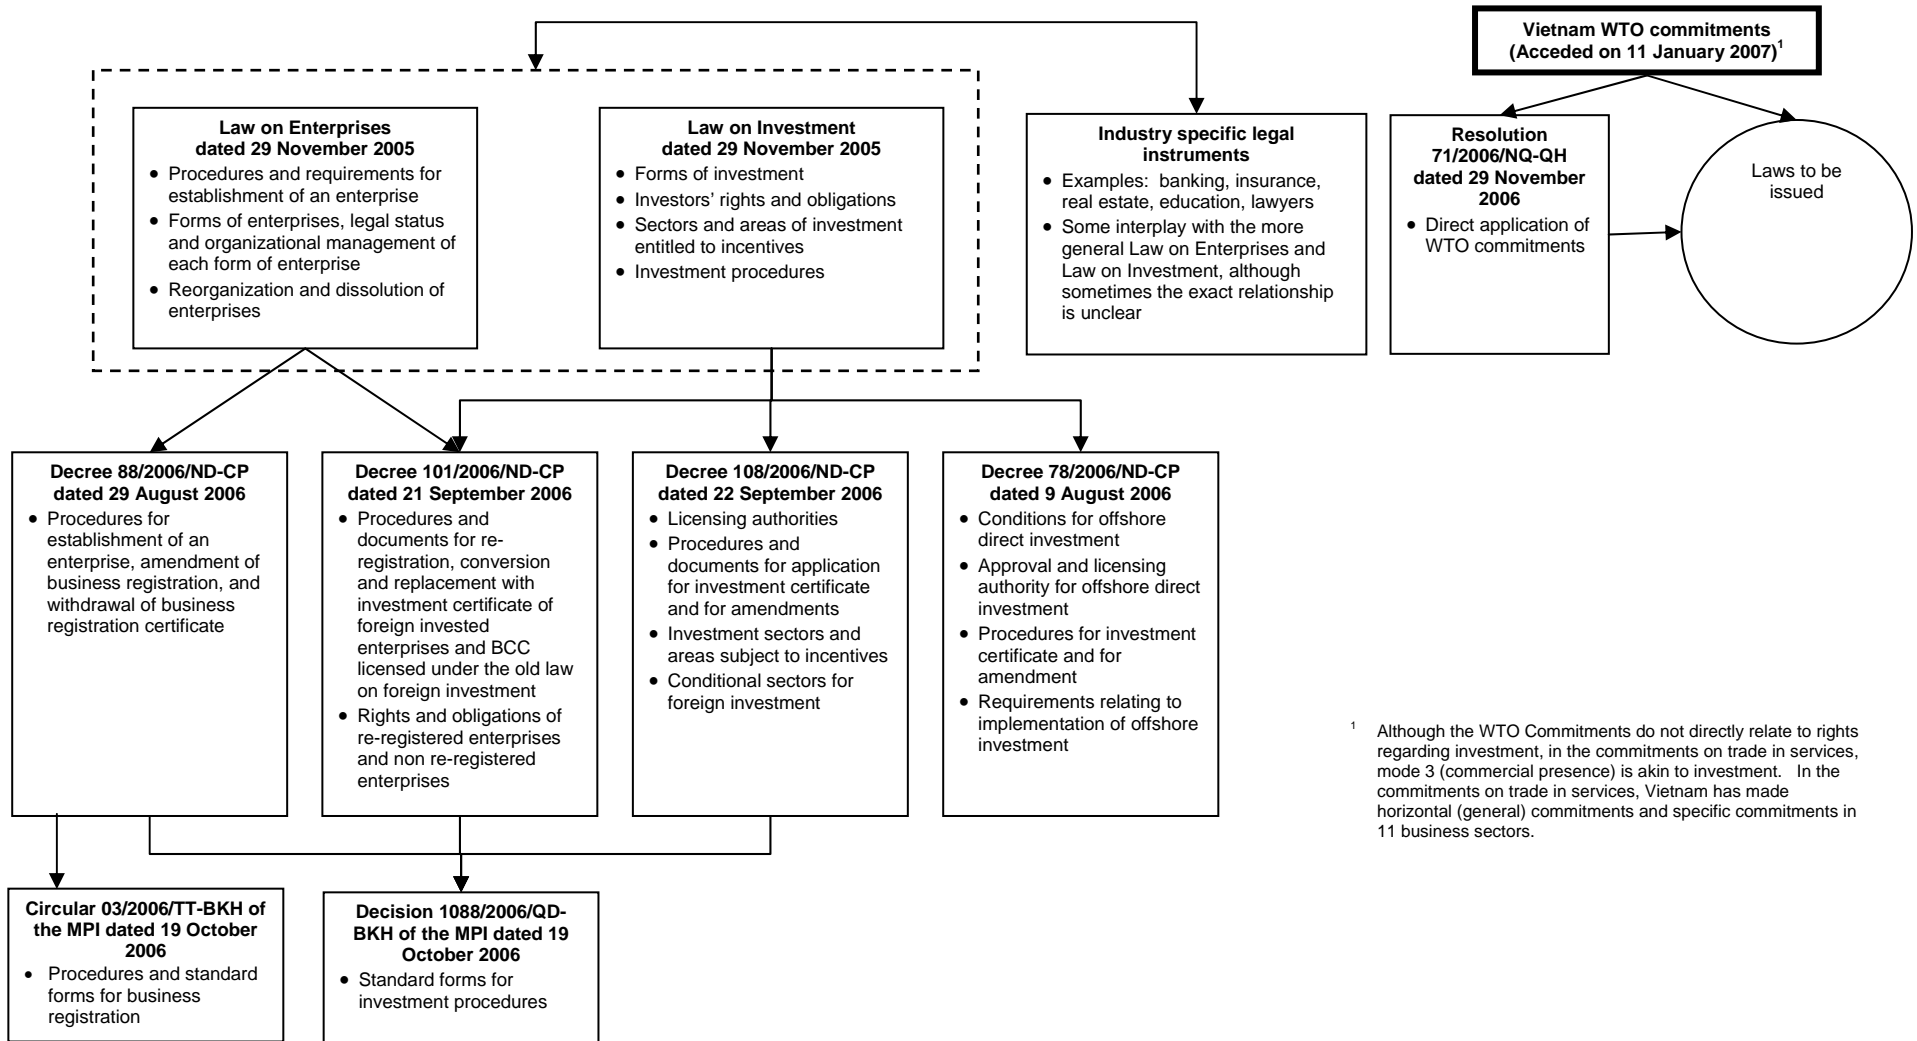 Vietnam WTO commitments
(Acceded on 11 January 2007)¹
Law on Enterprises
dated 29 November 2005
• Procedures and requirements for
establishment of an enterprise
• Forms of enterprises, legal status
and organizational management of
each form of enterprise
• Reorganization and dissolution of
enterprises
Law on Investment
dated 29 November 2005
• Forms of investment
• Investors’ rights and obligations
• Sectors and areas of investment
entitled to incentives
• Investment procedures
Industry specific legal
instruments
• Examples: banking, insurance,
real estate, education, lawyers
• Some interplay with the more
general Law on Enterprises and
Law on Investment, although
sometimes the exact relationship
is unclear
Resolution
71/2006/NQ-QH
dated 29 November
2006
• Direct application of
WTO commitments
Laws to be
issued
Decree 88/2006/ND-CP
dated 29 August 2006
• Procedures for
establishment of an
enterprise, amendment of
business registration, and
withdrawal of business
registration certificate
Decree 101/2006/ND-CP
dated 21 September 2006
• Procedures and
documents for re-
registration, conversion
and replacement with
investment certificate of
foreign invested
enterprises and BCC
licensed under the old law
on foreign investment
• Rights and obligations of
re-registered enterprises
and non re-registered
enterprises
Decree 108/2006/ND-CP
dated 22 September 2006
• Licensing authorities
• Procedures and
documents for application
for investment certificate
and for amendments
• Investment sectors and
areas subject to incentives
• Conditional sectors for
foreign investment
Decree 78/2006/ND-CP
dated 9 August 2006
• Conditions for offshore
direct investment
• Approval and licensing
authority for offshore direct
investment
• Procedures for investment
certificate and for
amendment
• Requirements relating to
implementation of offshore
investment
¹ Although the WTO Commitments do not directly relate to rights
regarding investment, in the commitments on trade in services,
mode 3 (commercial presence) is akin to investment. In the
commitments on trade in services, Vietnam has made
horizontal (general) commitments and specific commitments in
11 business sectors.
Circular 03/2006/TT-BKH of
the MPI dated 19 October
2006
• Procedures and standard
forms for business
registration
Decision 1088/2006/QD-
BKH of the MPI dated 19
October 2006
• Standard forms for
investment procedures